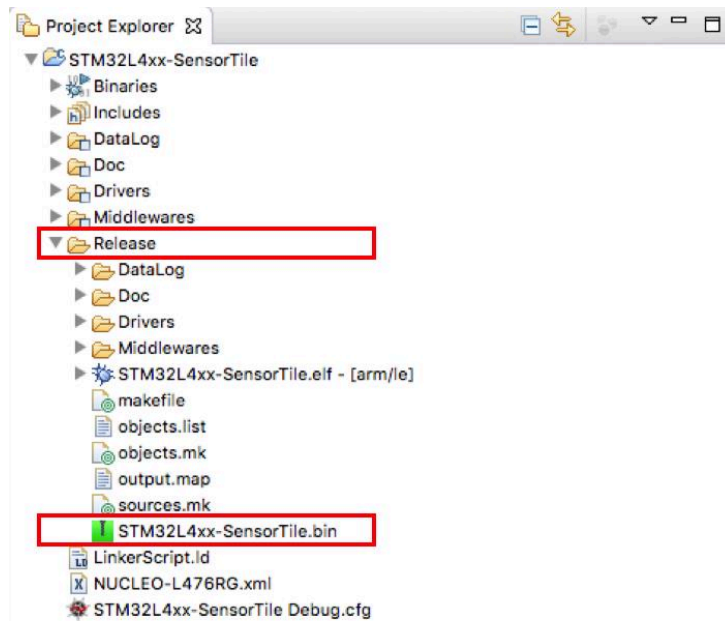 Project Explorer
STM32L4xx-SensorTile
Binaries
Includes
DataLog
Doc
Drivers
Middlewares
Release
DataLog
Doc
Drivers
Middlewares
STM32L4xx-SensorTile.elf - [arm/le]
makefile
objects.list
objects.mk
output.map
sources.mk
STM32L4xx-SensorTile.bin
LinkerScript.ld
NUCLEO-L476RG.xml
STM32L4xx-SensorTile Debug.cfg